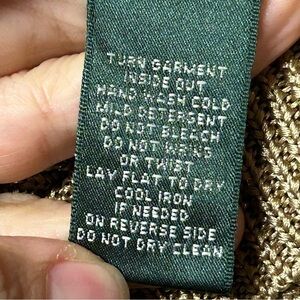 TURN GARMENT
INSIDE OUT
HAND WASH COLD
MILD DETERGENT
DO NOT BLEACH
DO NOT WRING
OR TWIST
LAY FLAT TO DRY
COOL IRON
IF NEEDED
ON REVERSE SIDE
DO NOT DRY CLEAN